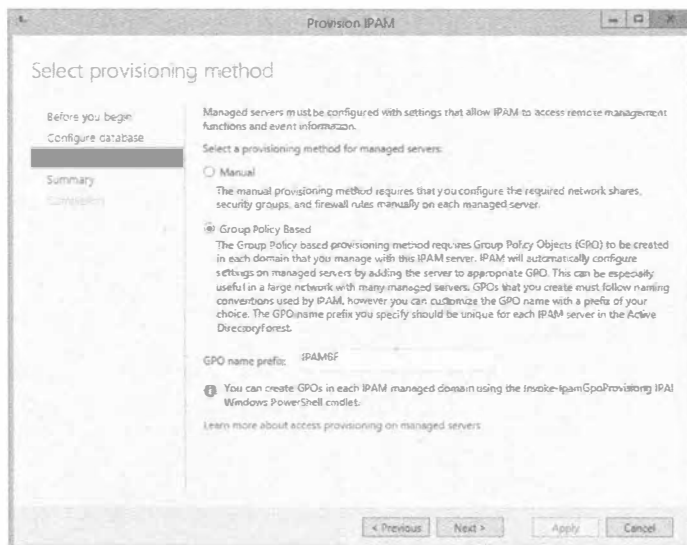 Provision IPAM
Select provisioning method
Before you begin
Configure database
Summary
Managed servers must be configured with settings that allow IPAM to access remote management
functions and event information.
Select a provisioning method for managed servers:
Manual
The manual provisioning method requires that you configure the required network shares,
security groups, and firewall rules manually on each managed server.
Group Policy Based
The Group Policy based provisioning method requires Group Policy Objects (GPO) to be created
in each domain that you manage with this IPAM server. IPAM will automatically configure
settings on managed servers by adding the server to appropriate GPO. This can be especially
useful in a large network with many managed servers. GPOs that you create must follow naming
conventions used by IPAM, however you can customize the GPO name with a prefix of your
choice. The GPO name prefix you specify should be unique for each IPAM server in the Active
Directory forest.
GPO name prefix:
You can create GPOs in each IPAM managed domain using the Invoke-IpamGpoProvisioning IPAI
Windows PowerShell cmdlet.
Learn more about access provisioning on managed servers
< Previous
Next >
Apply
Cancel